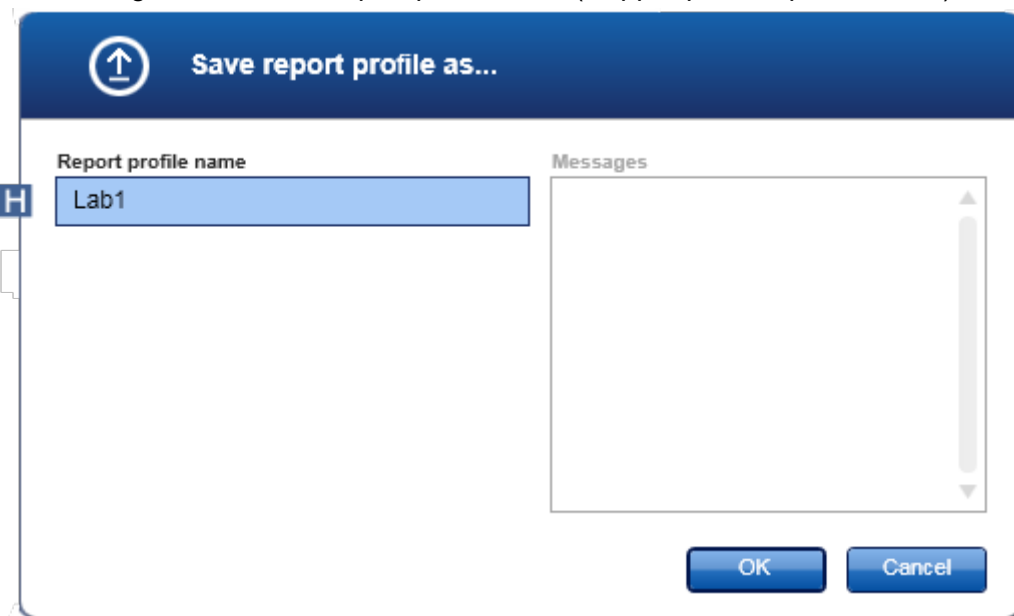 Save report profile as...
Report profile name
Messages
H
Lab1
OK
Cancel